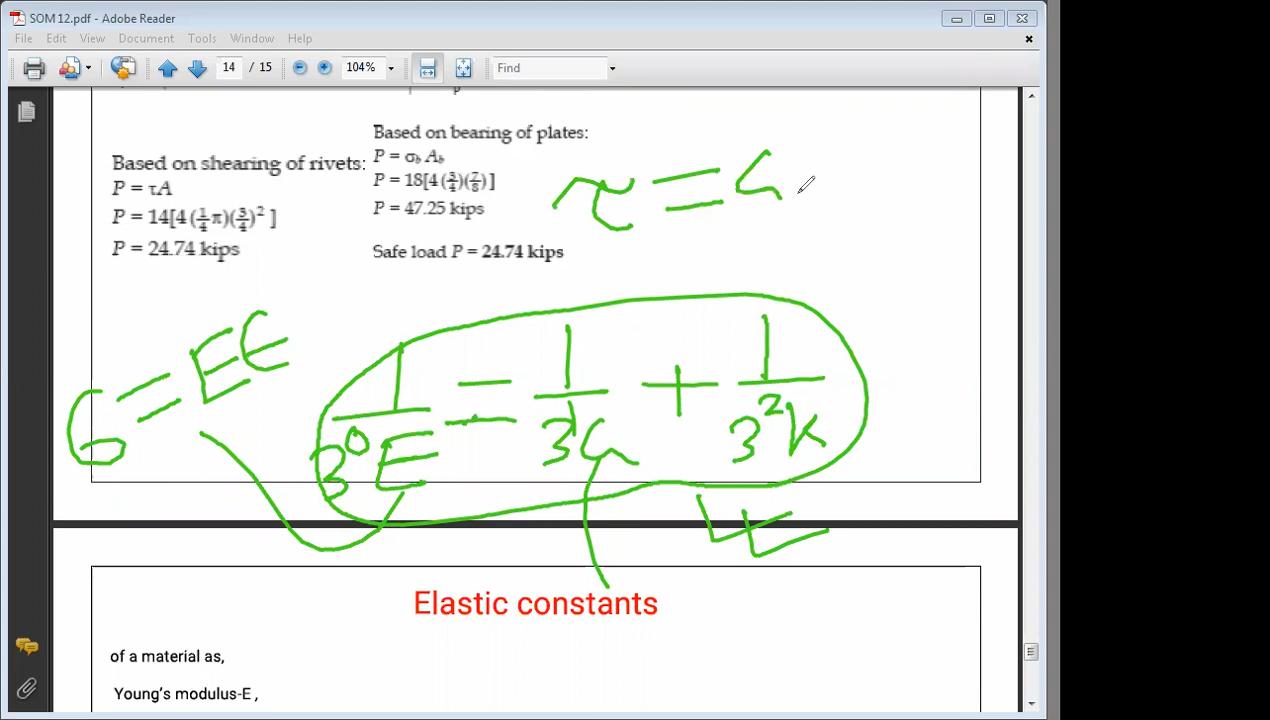 SOM 12.pdf - Adobe Reader
File Edit View Document Tools Window Help
14 / 15 104% Find
Based on shearing of rivets:
P = τA
P = 14[4(1/4 π)(3/4)² ]
P = 24.74 kips
Based on bearing of plates:
P = σb Ab
P = 18[4(3/4)(7/8)]
P = 47.25 kips
Safe load P = 24.74 kips
τ = G
σ = Eϵ
1/3⁰E = 1/3¹G + 1/3²K
Elastic constants
of a material as,
Young's modulus-E ,